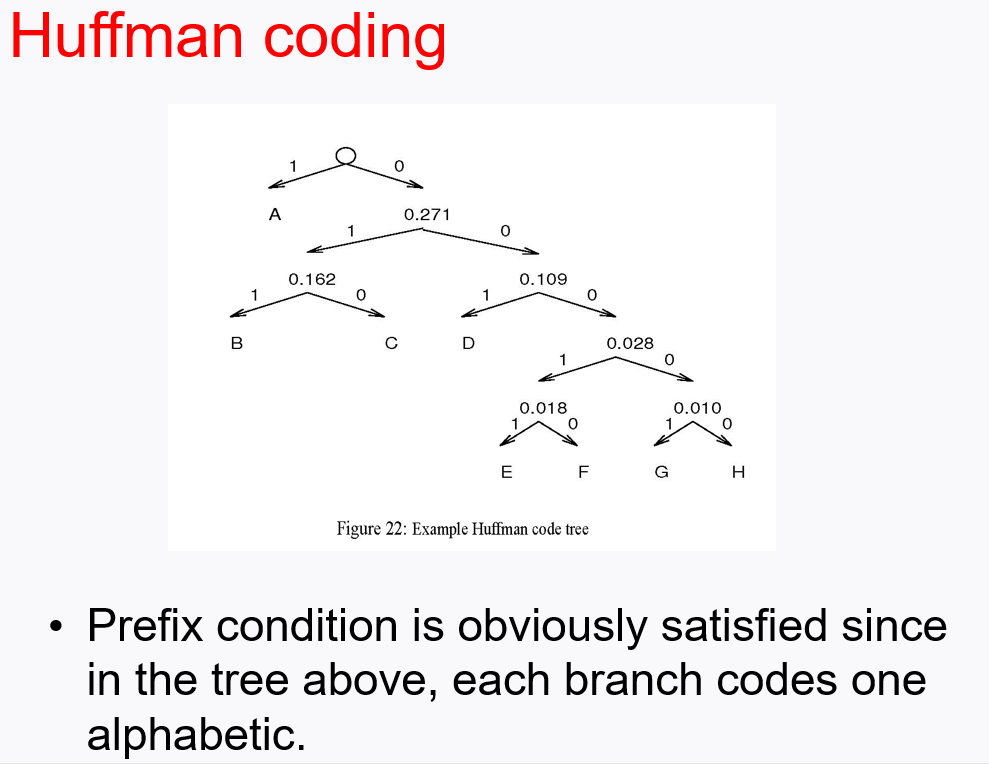 Huffman coding
1 0
A 0.271
1 0
0.162 0.109
1 0 1 0
B C D 0.028
1 0
0.018 0.010
1 0 1 0
E F G H
Figure 22: Example Huffman code tree
• Prefix condition is obviously satisfied since
in the tree above, each branch codes one
alphabetic.